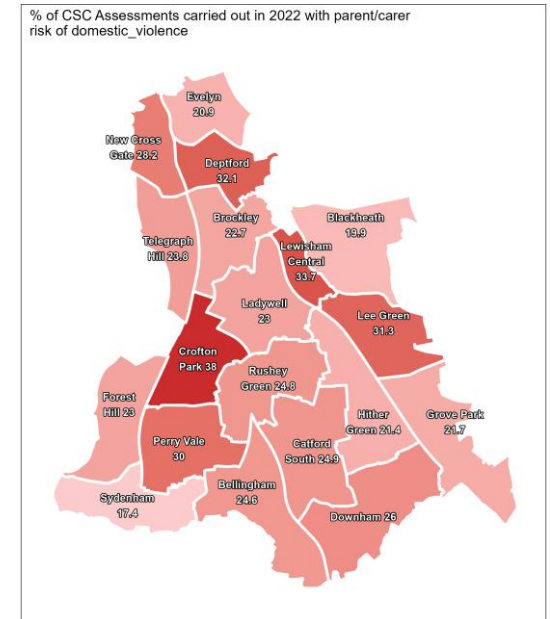 % of CSC Assessments carried out in 2022 with parent/carer
risk of domestic_violence
Evelyn
20.9
New Cross
Gate 28.2
Deptford
32.1
Brockley
22.7
Blackheath
19.9
Telegraph
Hill 23.8
Lewisham
Central
33.7
Ladywell
23
Lee Green
31.3
Crofton
Park 38
Rushey
Green 24.8
Forest
Hill 23
Hither
Green 21.4
Grove Park
21.7
Perry Vale
30
Catford
South 24.9
Bellingham
24.6
Sydenham
17.4
Downham 26